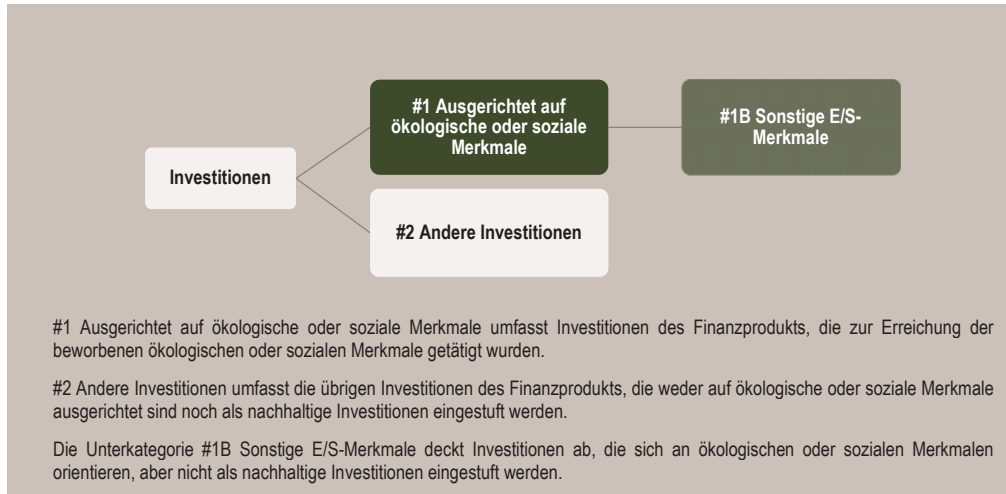 #1 Ausgerichtet auf
ökologische oder soziale
Merkmale
#1B Sonstige E/S-
Merkmale
Investitionen
#2 Andere Investitionen
#1 Ausgerichtet auf ökologische oder soziale Merkmale umfasst Investitionen des Finanzprodukts, die zur Erreichung der
beworbenen ökologischen oder sozialen Merkmale getätigt wurden.
#2 Andere Investitionen umfasst die übrigen Investitionen des Finanzprodukts, die weder auf ökologische oder soziale Merkmale
ausgerichtet sind noch als nachhaltige Investitionen eingestuft werden.
Die Unterkategorie #1B Sonstige E/S-Merkmale deckt Investitionen ab, die sich an ökologischen oder sozialen Merkmalen
orientieren, aber nicht als nachhaltige Investitionen eingestuft werden.